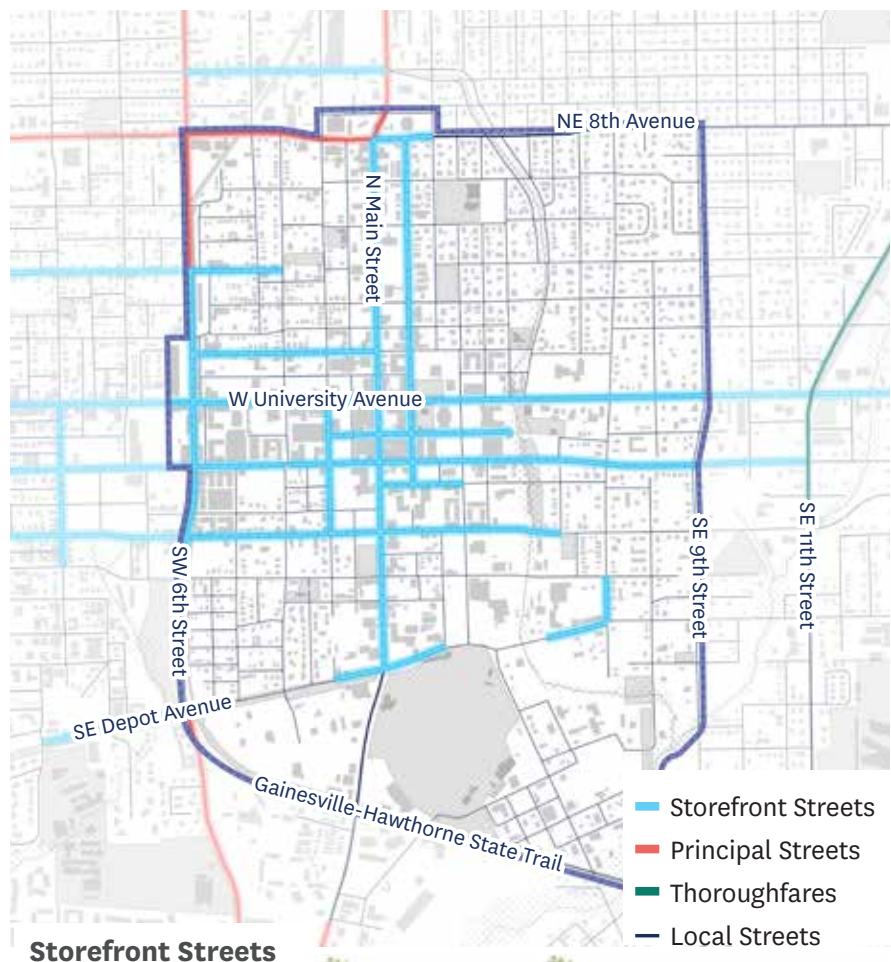 NE 8th Avenue
N Main Street
W University Avenue
SW 6th Street
SE 9th Street
SE 11th Street
SE Depot Avenue
Gainesville-Hawthorne State Trail
Storefront Streets
Principal Streets
Thoroughfares
Local Streets
Storefront Streets